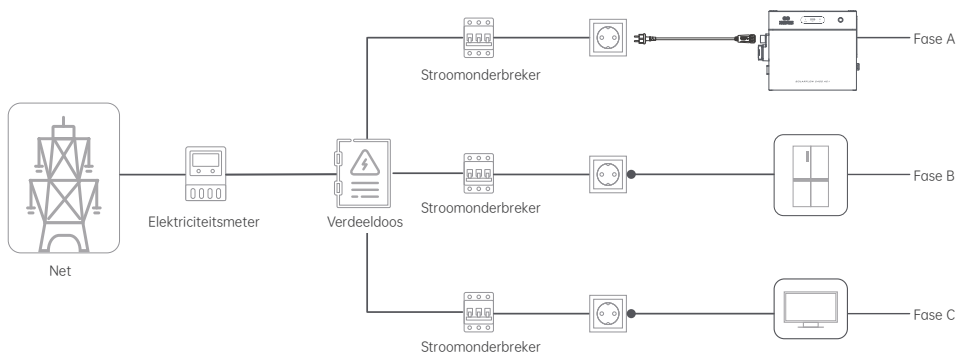 Stroomonderbreker
Fase A
Net
Elektriciteitsmeter
Verdeeldoos
Stroomonderbreker
Fase B
Stroomonderbreker
Fase C